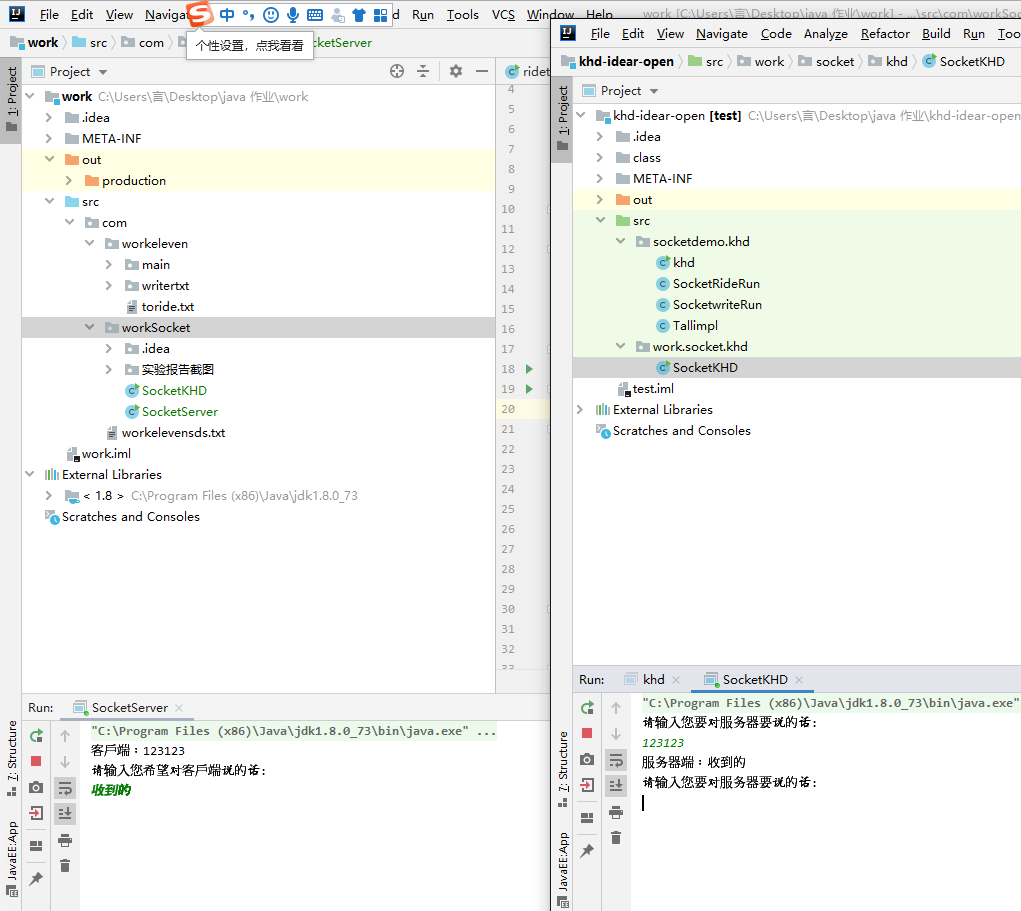 File Edit View Naviga 中 Run Tools VCS Window Help work [C:\Users\言\Desktop\java 作业\work] - ...\src\com\workSoc
work src com cketServer
个性设置，点我看看
Project
work C:\Users\言\Desktop\java 作业\work
.idea
META-INF
out
production
src
com
workeleven
main
writertxt
toride.txt
workSocket
.idea
实验报告截图
SocketKHD
SocketServer
workelevensds.txt
work.iml
External Libraries
< 1.8 > C:\Program Files (x86)\Java\jdk1.8.0_73
Scratches and Consoles
1: Project
ridet
4
5
6
7
8
9
10
11
12
13
14
15
16
17
18
19
20
21
22
23
24
25
26
27
28
29
30
31
32
33
Run: SocketServer
"C:\Program Files (x86)\Java\jdk1.8.0_73\bin\java.exe" ...
客戶端：123123
请输入您希望对客戶端说的话：
收到的
7: Structure
JavaEE:App
File Edit View Navigate Code Analyze Refactor Build Run Too
khd-idear-open src work socket khd SocketKHD
Project
khd-idear-open [test] C:\Users\言\Desktop\java 作业\khd-idear-open
.idea
class
META-INF
out
src
socketdemo.khd
khd
SocketRideRun
SocketwriteRun
Tallimpl
work.socket.khd
SocketKHD
test.iml
External Libraries
Scratches and Consoles
1: Project
Run: khd SocketKHD
"C:\Program Files (x86)\Java\jdk1.8.0_73\bin\java.exe"
请输入您要对服务器要说的话：
123123
服务器端：收到的
请输入您要对服务器要说的话：
7: Structure
JavaEE:App